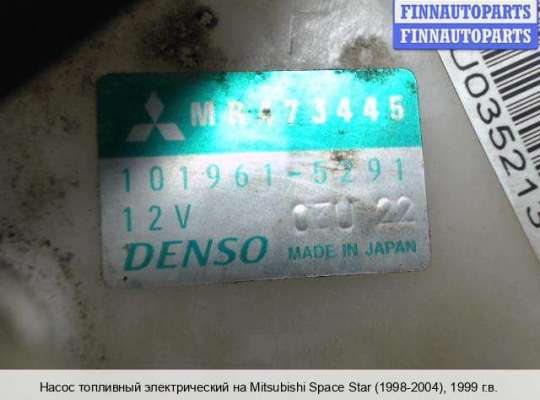 FINNAUTOPARTS
FINNAUTOPARTS
MR473445
101961-5291
12V
DENSO MADE IN JAPAN
Насос топливный электрический на Mitsubishi Space Star (1998-2004), 1999 г.в.